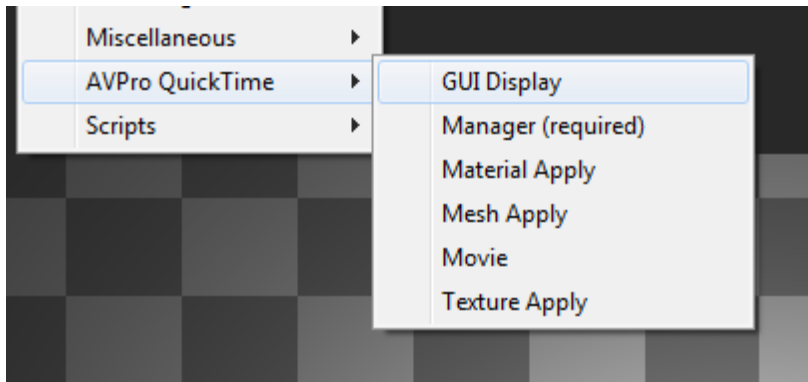 Miscellaneous
AVPro QuickTime
Scripts
GUI Display
Manager (required)
Material Apply
Mesh Apply
Movie
Texture Apply